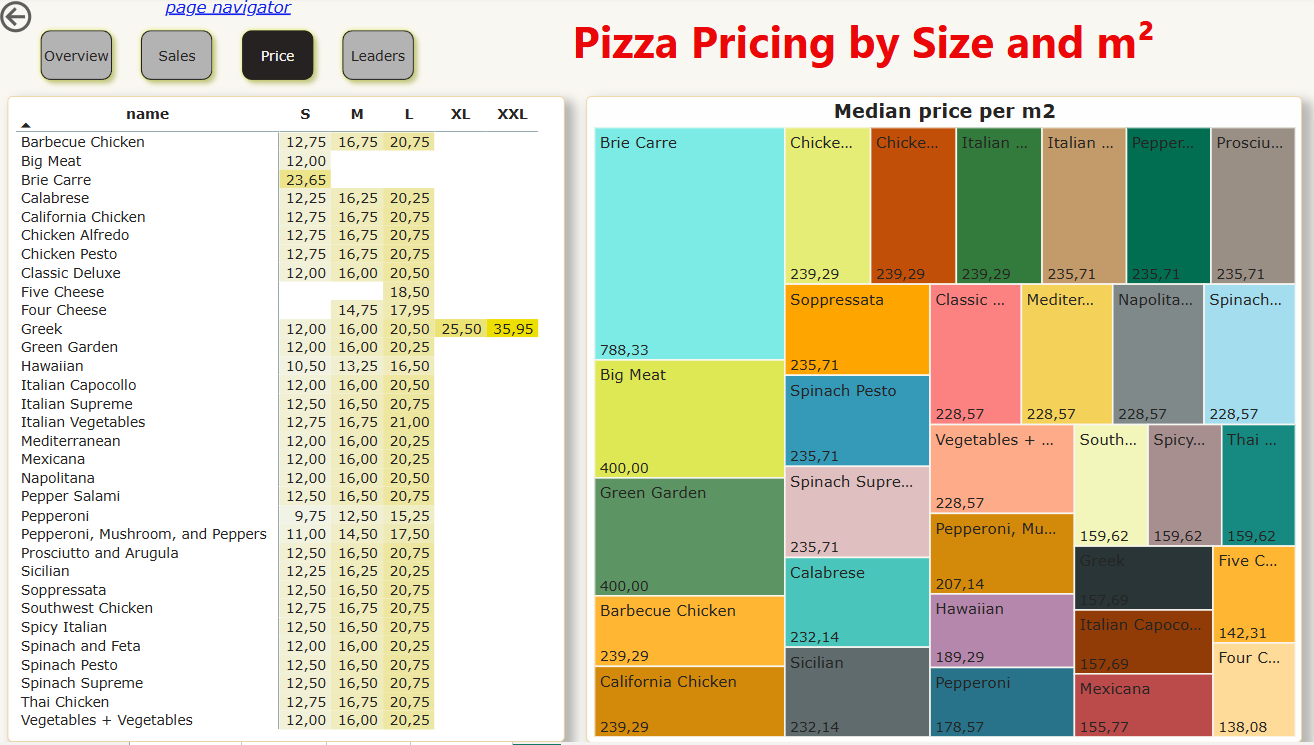 page navigator
Overview Sales Price Leaders
Pizza Pricing by Size and m²
name S M L XL XXL
Barbecue Chicken 12,75 16,75 20,75
Big Meat 12,00
Brie Carre 23,65
Calabrese 12,25 16,25 20,25
California Chicken 12,75 16,75 20,75
Chicken Alfredo 12,75 16,75 20,75
Chicken Pesto 12,75 16,75 20,75
Classic Deluxe 12,00 16,00 20,50
Five Cheese 18,50
Four Cheese 14,75 17,95
Greek 12,00 16,00 20,50 25,50 35,95
Green Garden 12,00 16,00 20,25
Hawaiian 10,50 13,25 16,50
Italian Capocollo 12,00 16,00 20,50
Italian Supreme 12,50 16,50 20,75
Italian Vegetables 12,75 16,75 21,00
Mediterranean 12,00 16,00 20,25
Mexicana 12,00 16,00 20,25
Napolitana 12,00 16,00 20,50
Pepper Salami 12,50 16,50 20,75
Pepperoni 9,75 12,50 15,25
Pepperoni, Mushroom, and Peppers 11,00 14,50 17,50
Prosciutto and Arugula 12,50 16,50 20,75
Sicilian 12,25 16,25 20,25
Soppressata 12,50 16,50 20,75
Southwest Chicken 12,75 16,75 20,75
Spicy Italian 12,50 16,50 20,75
Spinach and Feta 12,00 16,00 20,25
Spinach Pesto 12,50 16,50 20,75
Spinach Supreme 12,50 16,50 20,75
Thai Chicken 12,75 16,75 20,75
Vegetables + Vegetables 12,00 16,00 20,25
Median price per m2
Brie Carre
788,33
Big Meat
400,00
Green Garden
400,00
Barbecue Chicken
239,29
California Chicken
239,29
Chicke...
239,29
Chicke...
239,29
Italian ...
239,29
Italian ...
235,71
Pepper...
235,71
Prosciu...
235,71
Soppressata
235,71
Spinach Pesto
235,71
Spinach Supre...
235,71
Calabrese
232,14
Sicilian
232,14
Classic ...
228,57
Mediter...
228,57
Napolita...
228,57
Spinach...
228,57
Vegetables + ...
228,57
Pepperoni, Mu...
207,14
Hawaiian
189,29
Pepperoni
178,57
South...
159,62
Spicy...
159,62
Thai ...
159,62
Greek
157,69
Italian Capoco...
157,69
Mexicana
155,77
Five C...
142,31
Four C...
138,08